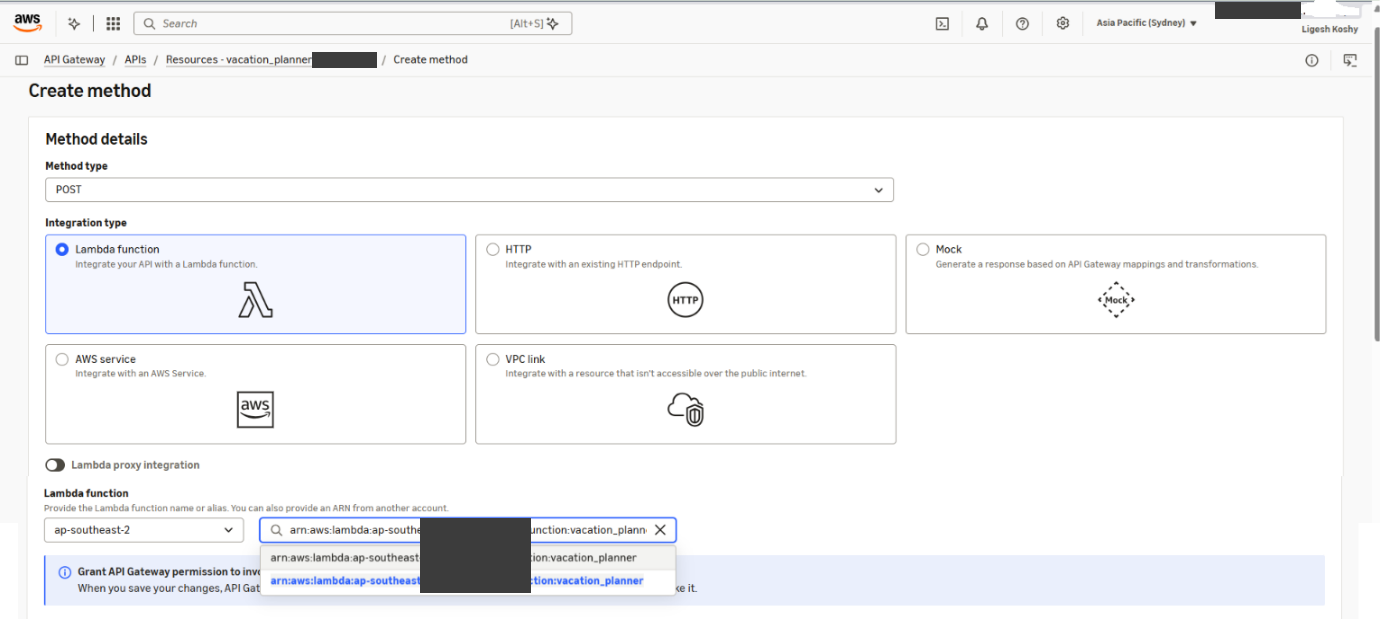 aws
Search [Alt+S]
Asia Pacific (Sydney)
Ligesh Koshy
API Gateway / APIs / Resources - vacation_planner / Create method
Create method
Method details
Method type
POST
Integration type
Lambda function
Integrate your API with a Lambda function.
HTTP
Integrate with an existing HTTP endpoint.
HTTP
Mock
Generate a response based on API Gateway mappings and transformations.
Mock
AWS service
Integrate with an AWS Service.
aws
VPC link
Integrate with a resource that isn't accessible over the public internet.
Lambda proxy integration
Lambda function
Provide the Lambda function name or alias. You can also provide an ARN from another account.
ap-southeast-2
arn:aws:lambda:ap-southe unction:vacation_plann
arn:aws:lambda:ap-southeast ion:vacation_planner
arn:aws:lambda:ap-southeast ction:vacation_planner
Grant API Gateway permission to invo
When you save your changes, API Gat ke it.